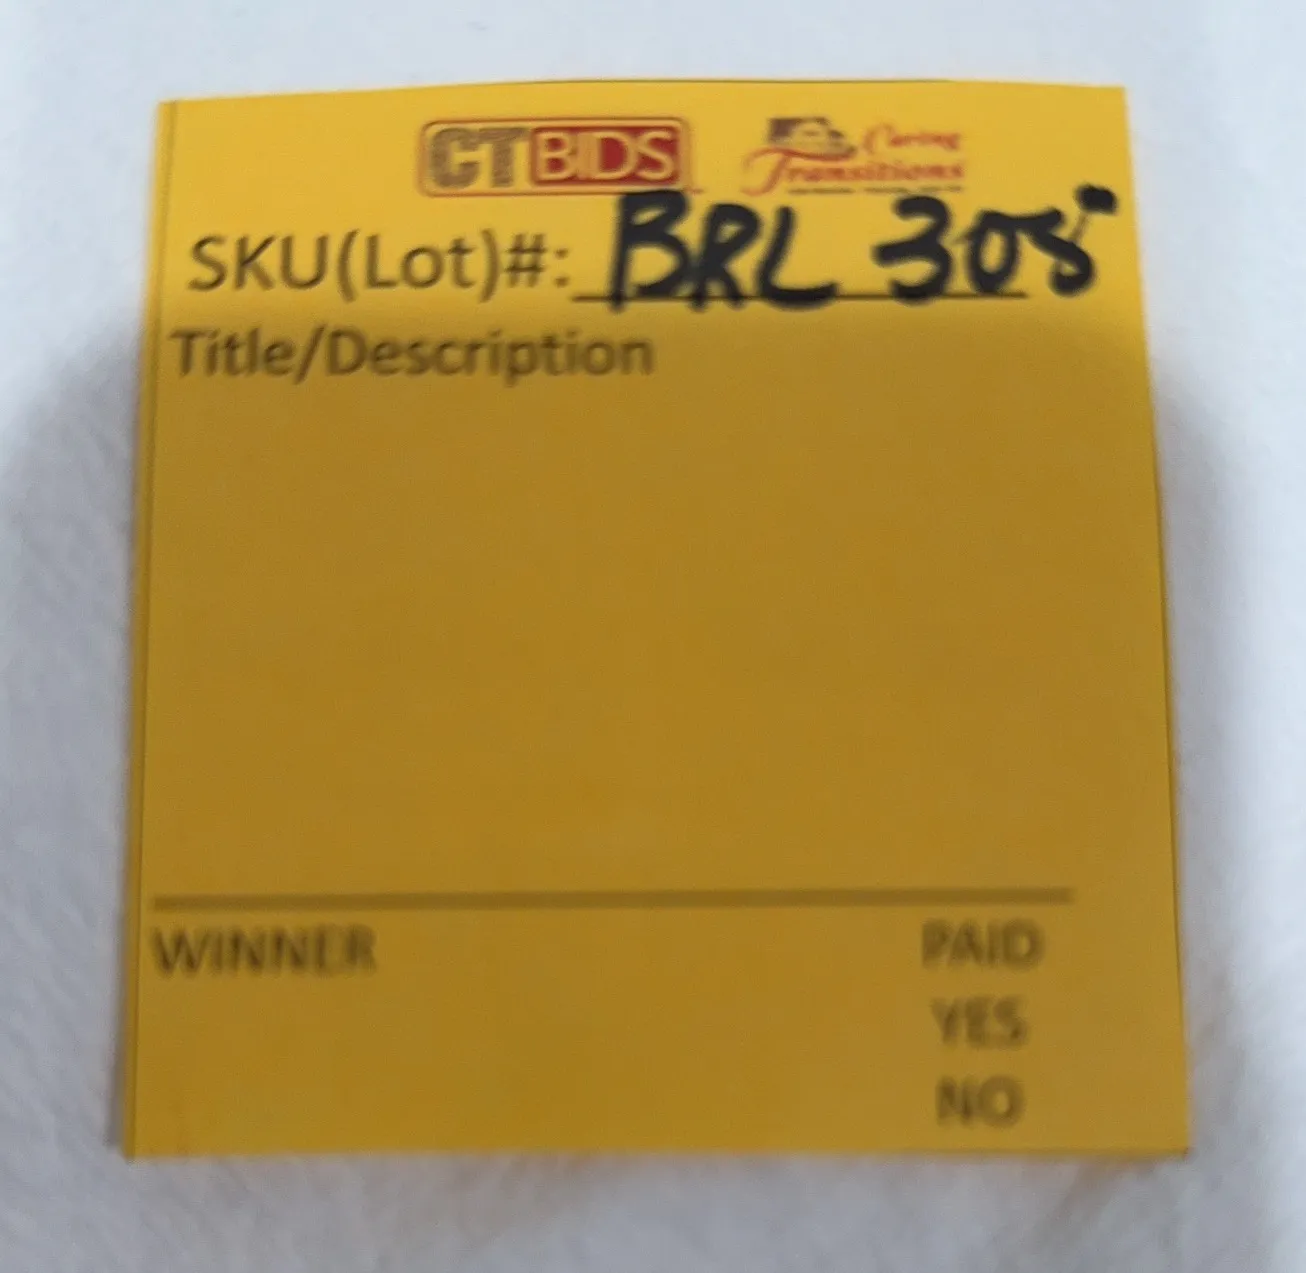 CTBIDS Caring Transitions
SKU(Lot)#: BRL 308
Title/Description
WINNER PAID
YES
NO